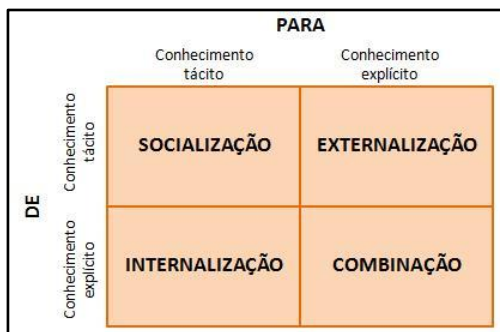 PARA
Conhecimento
tácito
Conhecimento
explícito
DE
Conhecimento
tácito
SOCIALIZAÇÃO
EXTERNALIZAÇÃO
Conhecimento
explícito
INTERNALIZAÇÃO
COMBINAÇÃO